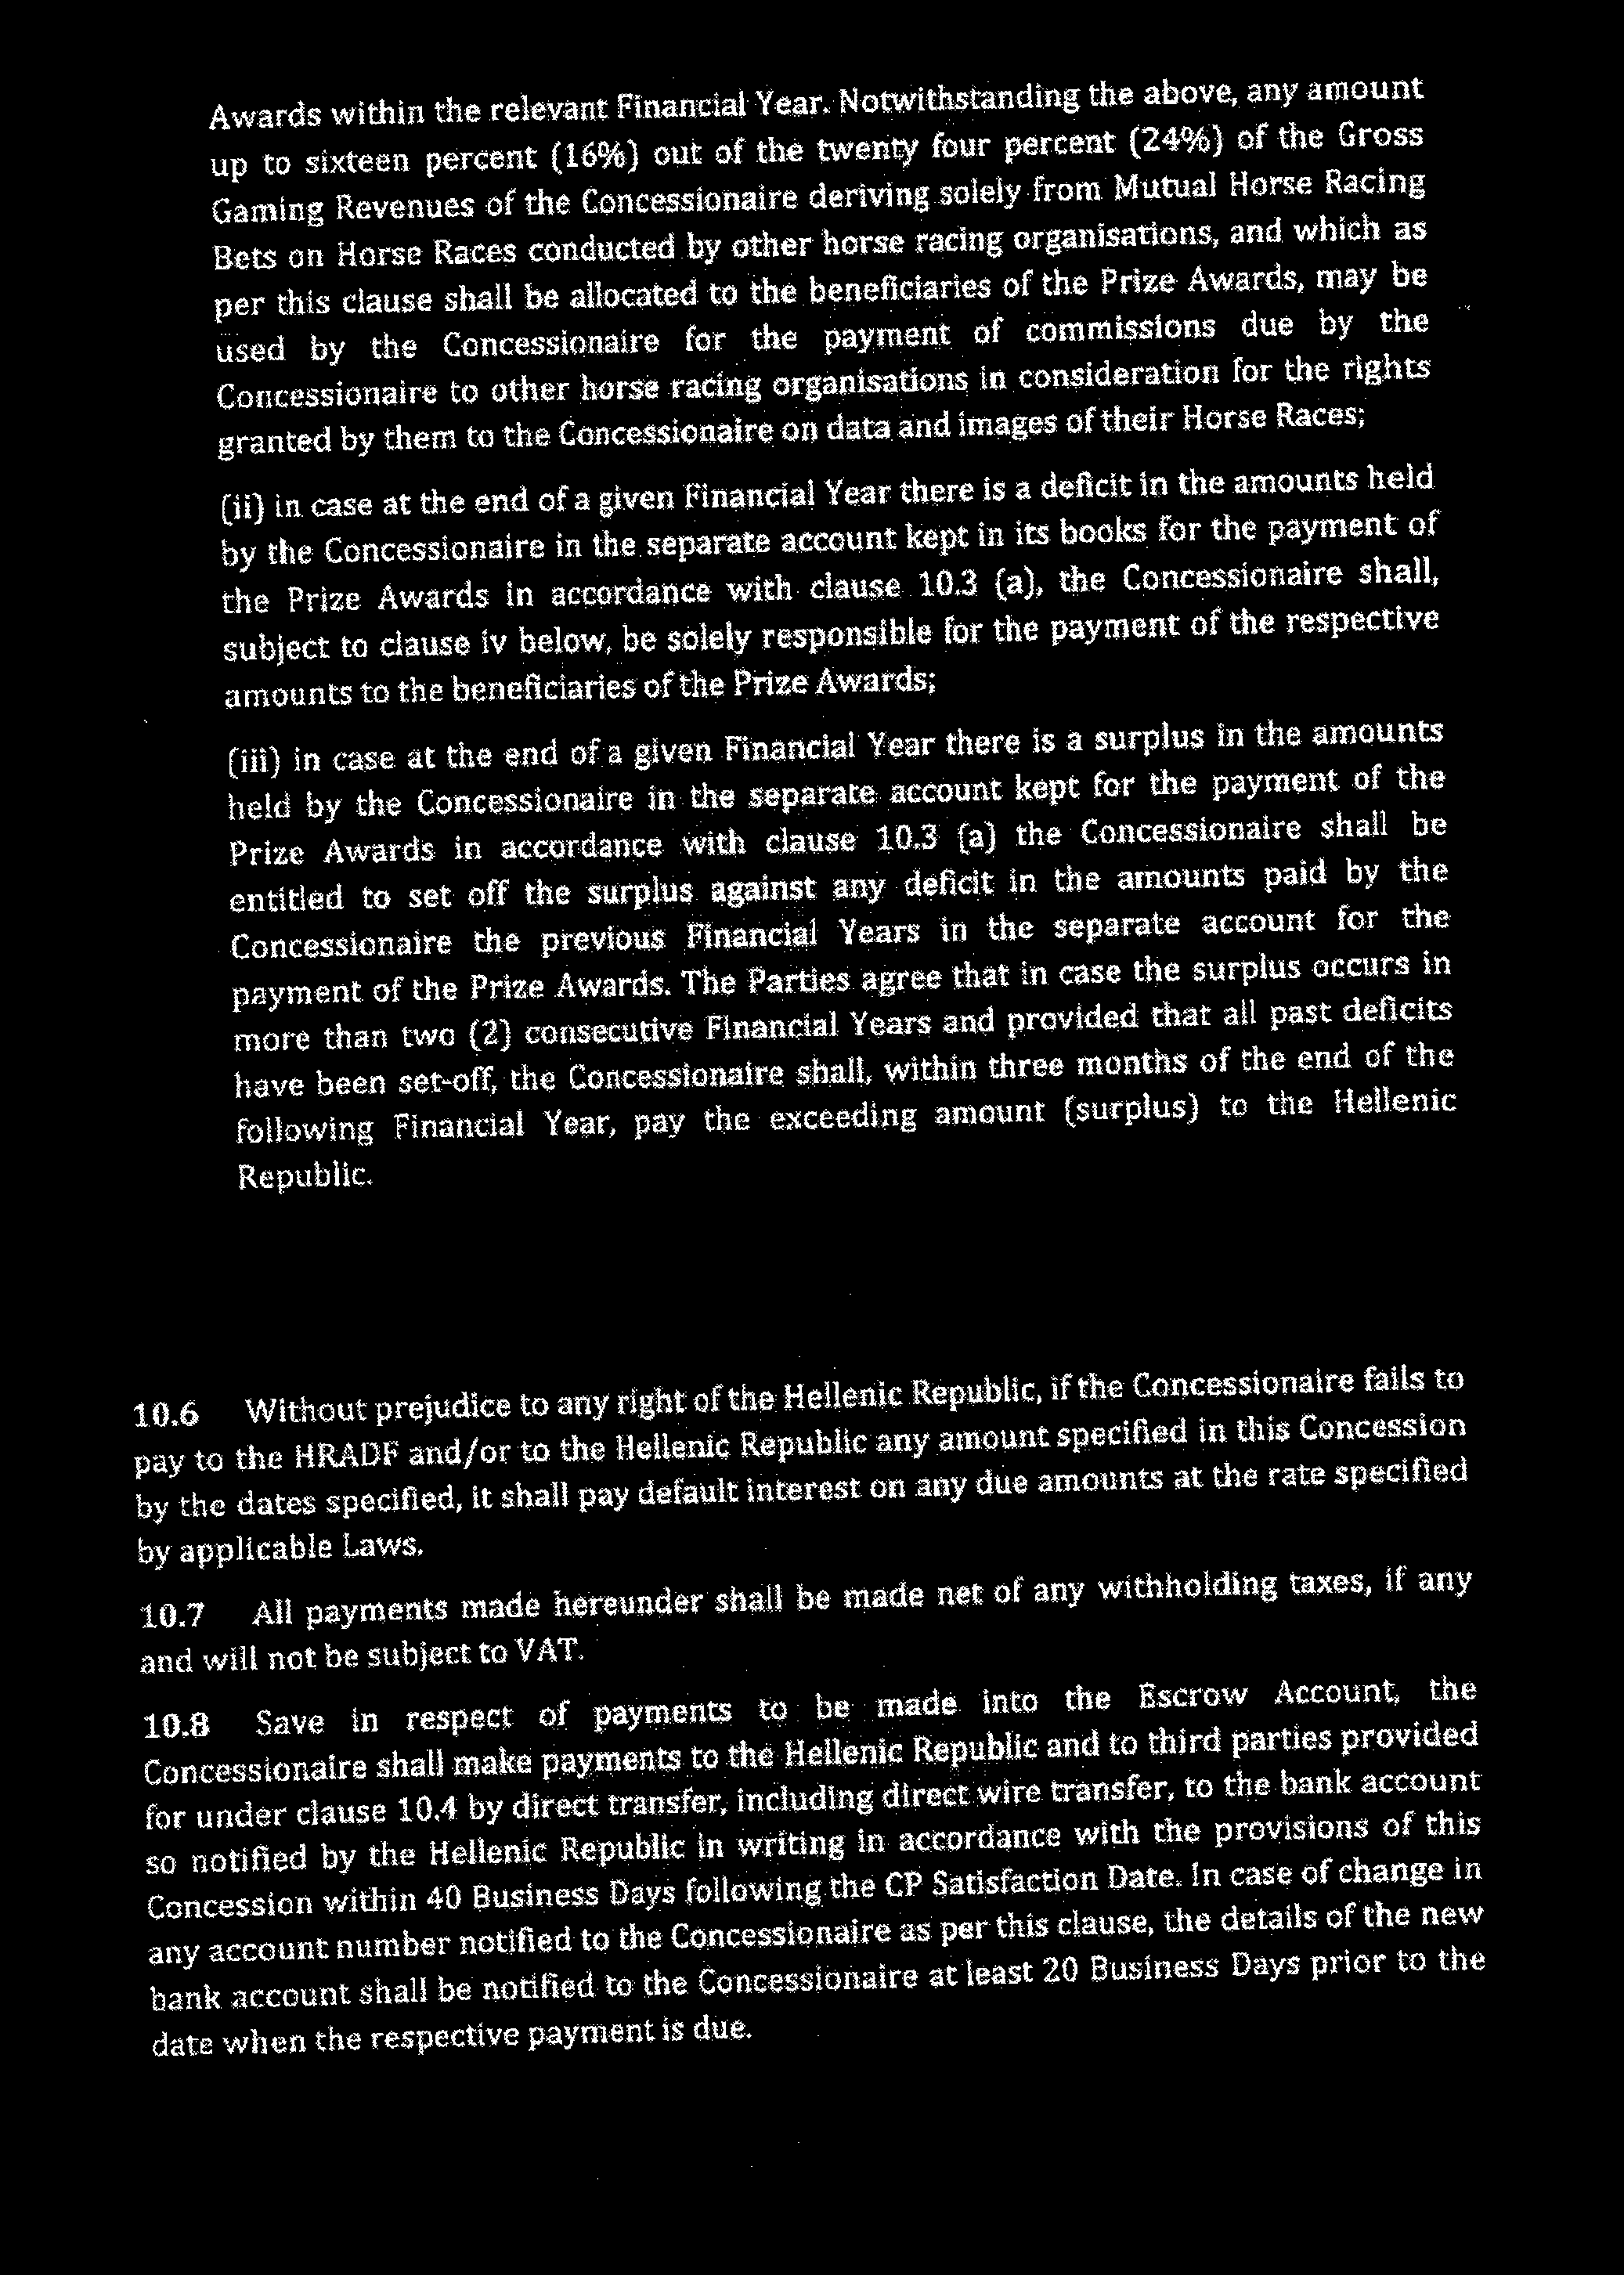 Awards within the relevant Financial Year. Notwithstanding the above, any amount
up to sixteen percent (16%) out of the twenty four percent (24%) of the Gross
Gaming Revenues of the Concessionaire deriving solely from Mutual Horse Racing
Bets on Horse Races conducted by other horse racing organisations, and which as
per this clause shall be allocated to the beneficiaries of the Prize Awards, may be
used by the Concessionaire for the payment of commissions due by the
Concessionaire to other horse racing organisations in consideration for the rights
granted by them to the Concessionaire on data and images of their Horse Races;
(ii) in case at the end of a given Financial Year there is a deficit in the amounts held
by the Concessionaire in the separate account kept in its books for the payment of
the Prize Awards in accordance with clause 10.3 (a), the Concessionaire shall,
subject to clause iv below, be solely responsible for the payment of the respective
amounts to the beneficiaries of the Prize Awards;
(iii) in case at the end of a given Financial Year there is a surplus in the amounts
held by the Concessionaire in the separate account kept for the payment of the
Prize Awards in accordance with clause 10.3 (a) the Concessionaire shall be
entitled to set off the surplus against any deficit in the amounts paid by the
Concessionaire the previous Financial Years in the separate account for the
payment of the Prize Awards. The Parties agree that in case the surplus occurs in
more than two (2) consecutive Financial Years and provided that all past deficits
have been set-off, the Concessionaire shall, within three months of the end of the
following Financial Year, pay the exceeding amount (surplus) to the Hellenic
Republic.
10.6 Without prejudice to any right of the Hellenic Republic, if the Concessionaire fails to
pay to the HRADF and/or to the Hellenic Republic any amount specified in this Concession
by the dates specified, it shall pay default interest on any due amounts at the rate specified
by applicable Laws.
10.7 All payments made hereunder shall be made net of any withholding taxes, if any
and will not be subject to VAT.
10.8 Save in respect of payments to be made into the Escrow Account, the
Concessionaire shall make payments to the Hellenic Republic and to third parties provided
for under clause 10.4 by direct transfer, including direct wire transfer, to the bank account
so notified by the Hellenic Republic in writing in accordance with the provisions of this
Concession within 40 Business Days following the CP Satisfaction Date. In case of change in
any account number notified to the Concessionaire as per this clause, the details of the new
bank account shall be notified to the Concessionaire at least 20 Business Days prior to the
date when the respective payment is due.